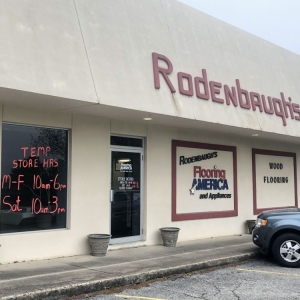 Rodenbaugh's
TEMP
STORE HRS
M-F 10am-6pm
Sat 10am-3pm
RODENBAUGH'S
Flooring
AMERICA
and Appliances
WOOD
FLOORING